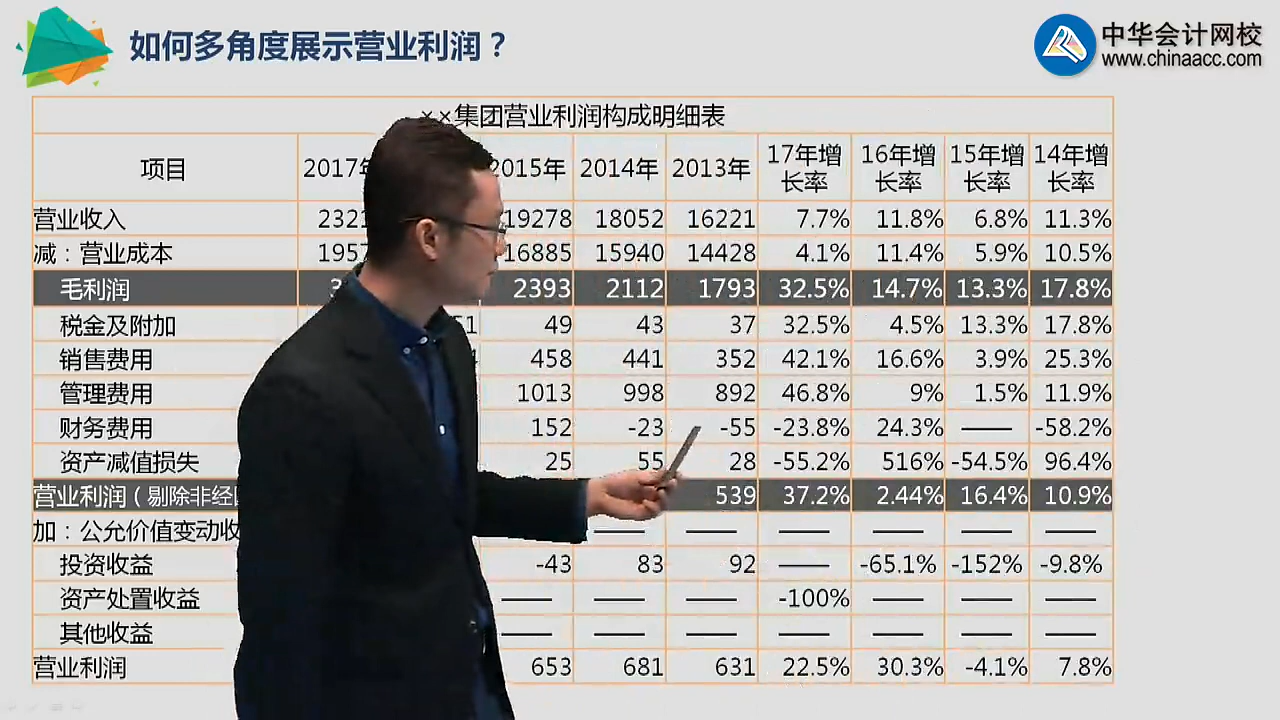 如何多角度展示营业利润？
中华会计网校
www.chinaacc.com
××集团营业利润构成明细表
项目 2017 2015年 2014年 2013年 17年增长率 16年增长率 15年增长率 14年增长率
营业收入 232 19278 18052 16221 7.7% 11.8% 6.8% 11.3%
减：营业成本 195 16885 15940 14428 4.1% 11.4% 5.9% 10.5%
毛利润 2393 2112 1793 32.5% 14.7% 13.3% 17.8%
税金及附加 51 49 43 37 32.5% 4.5% 13.3% 17.8%
销售费用 458 441 352 42.1% 16.6% 3.9% 25.3%
管理费用 1013 998 892 46.8% 9% 1.5% 11.9%
财务费用 152 -23 -55 -23.8% 24.3% —— -58.2%
资产减值损失 25 55 28 -55.2% 516% -54.5% 96.4%
营业利润（剔除非经 539 37.2% 2.44% 16.4% 10.9%
加：公允价值变动收 —— —— —— —— —— ——
投资收益 -43 83 92 —— -65.1% -152% -9.8%
资产处置收益 —— —— —— -100% —— —— ——
其他收益 —— —— —— —— —— —— ——
营业利润 653 681 631 22.5% 30.3% -4.1% 7.8%